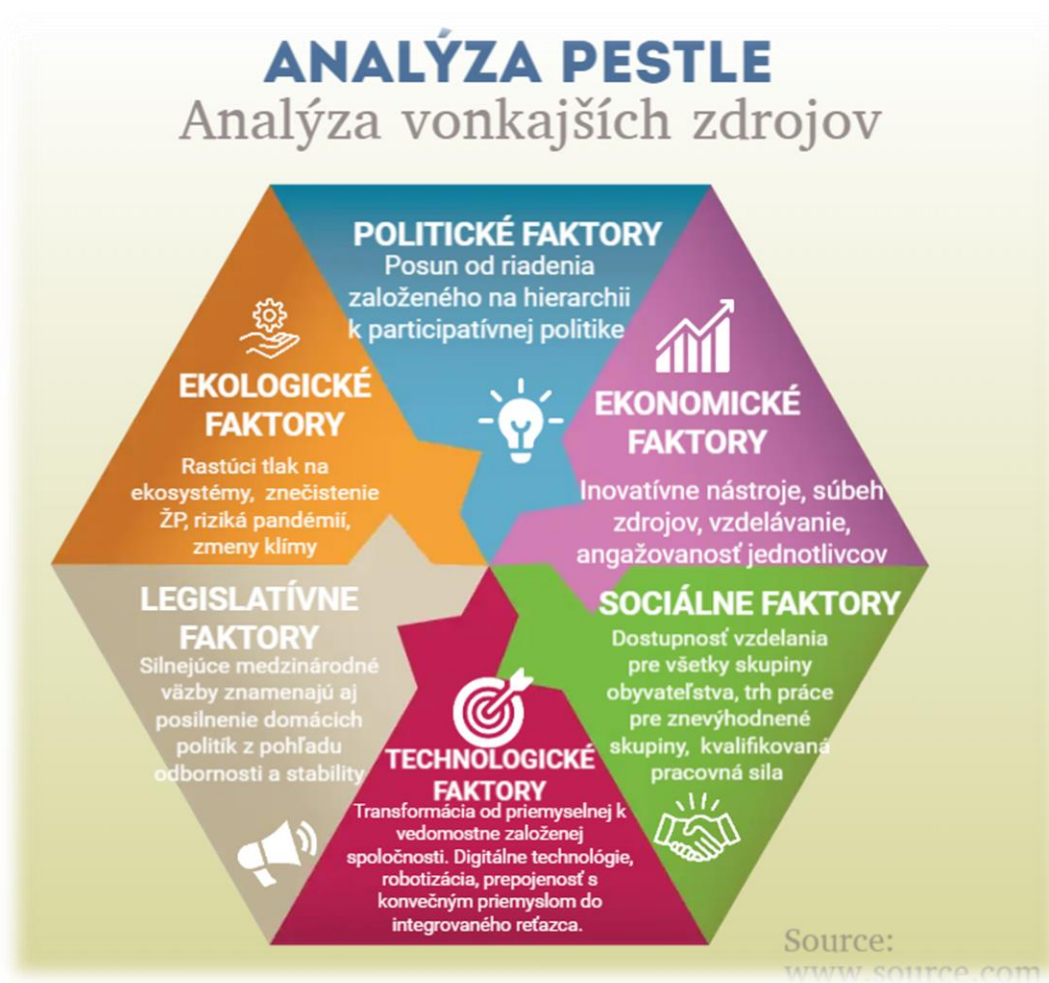 ANALÝZA PESTLE
Analýza vonkajších zdrojov
POLITICKÉ FAKTORY
Posun od riadenia
založeného na hierarchii
k participatívnej politike
EKONOMICKÉ
FAKTORY
Inovatívne nástroje, súbeh
zdrojov, vzdelávanie,
angažovanosť jednotlivcov
SOCIÁLNE FAKTORY
Dostupnosť vzdelania
pre všetky skupiny
obyvateľstva, trh práce
pre znevýhodnené
skupiny, kvalifikovaná
pracovná sila
TECHNOLOGICKÉ
FAKTORY
Transformácia od priemyselnej k
vedomostne založenej
spoločnosti. Digitálne technológie,
robotizácia, prepojenosť s
konvečným priemyslom do
integrovaného reťazca.
LEGISLATÍVNE
FAKTORY
Silnejúce medzinárodné
väzby znamenajú aj
posilnenie domácich
politík z pohľadu
odbornosti a stability
EKOLOGICKÉ
FAKTORY
Rastúci tlak na
ekosystémy, znečistenie
ŽP, riziká pandémií,
zmeny klímy
Source:
www.source.com